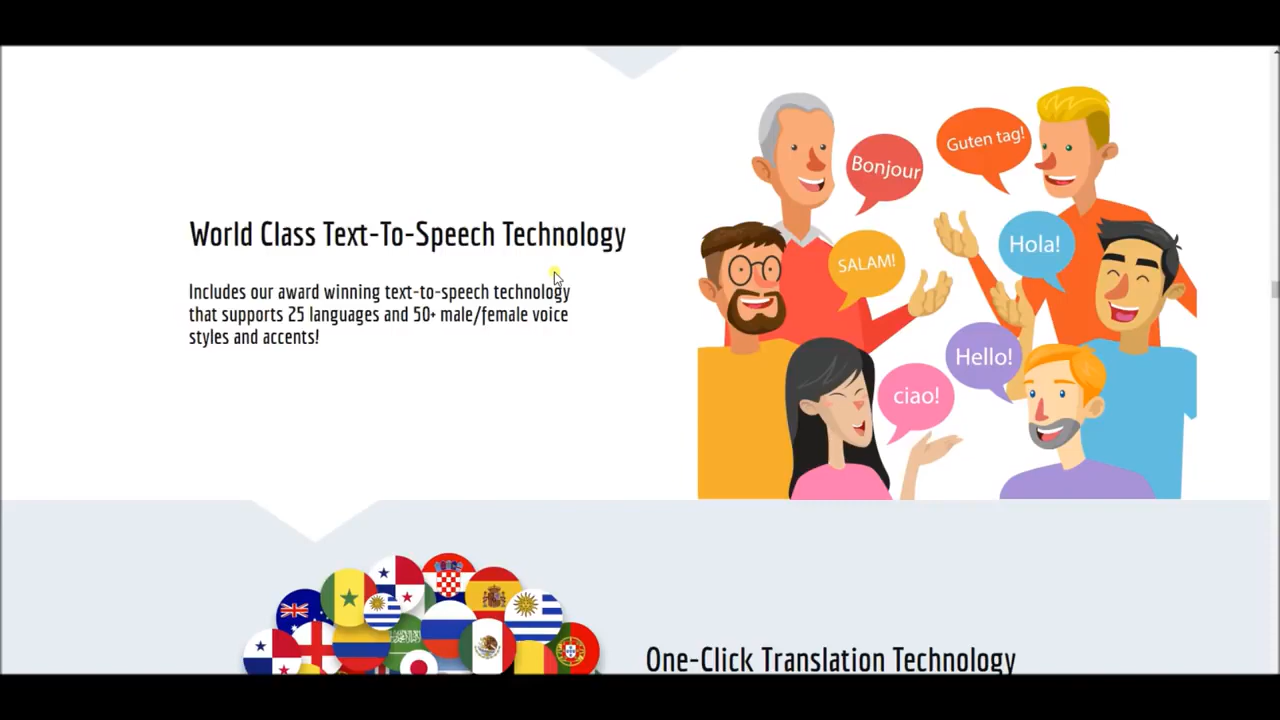 World Class Text-To-Speech Technology
Includes our award winning text-to-speech technology
that supports 25 languages and 50+ male/female voice
styles and accents!
Bonjour
Guten tag!
SALAM!
Hola!
Hello!
ciao!
One-Click Translation Technology